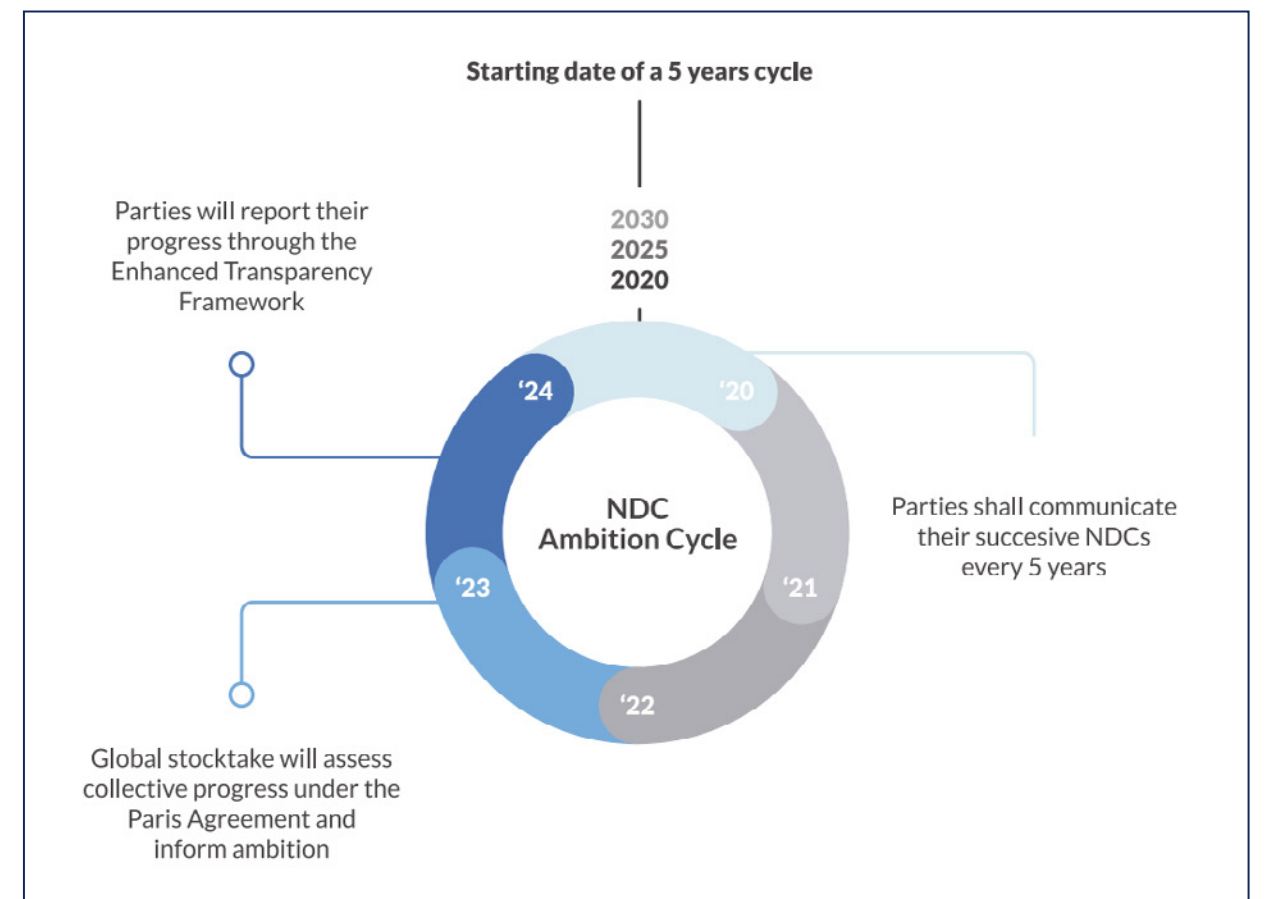 Starting date of a 5 years cycle
2030
2025
2020
Parties will report their
progress through the
Enhanced Transparency
Framework
‘24
‘20
NDC
Ambition Cycle
Parties shall communicate
their succesive NDCs
every 5 years
‘23
‘21
‘22
Global stocktake will assess
collective progress under the
Paris Agreement and
inform ambition